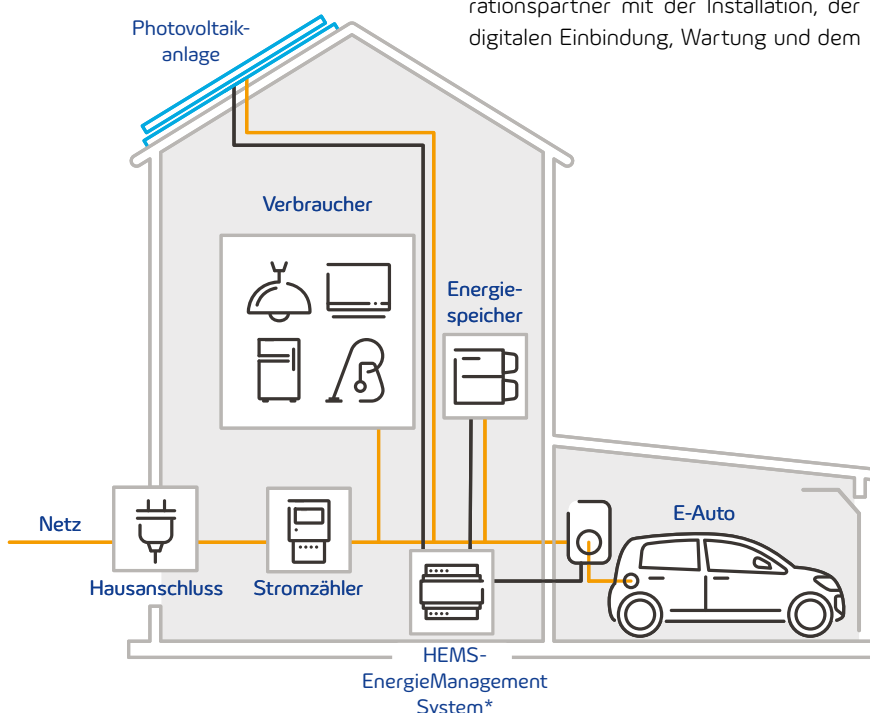 rationspartner mit der Installation, der
digitalen Einbindung, Wartung und dem
Photovoltaik-
anlage
Verbraucher
Energie-
speicher
Netz
E-Auto
Hausanschluss
Stromzähler
HEMS-
EnergieManagement
System*